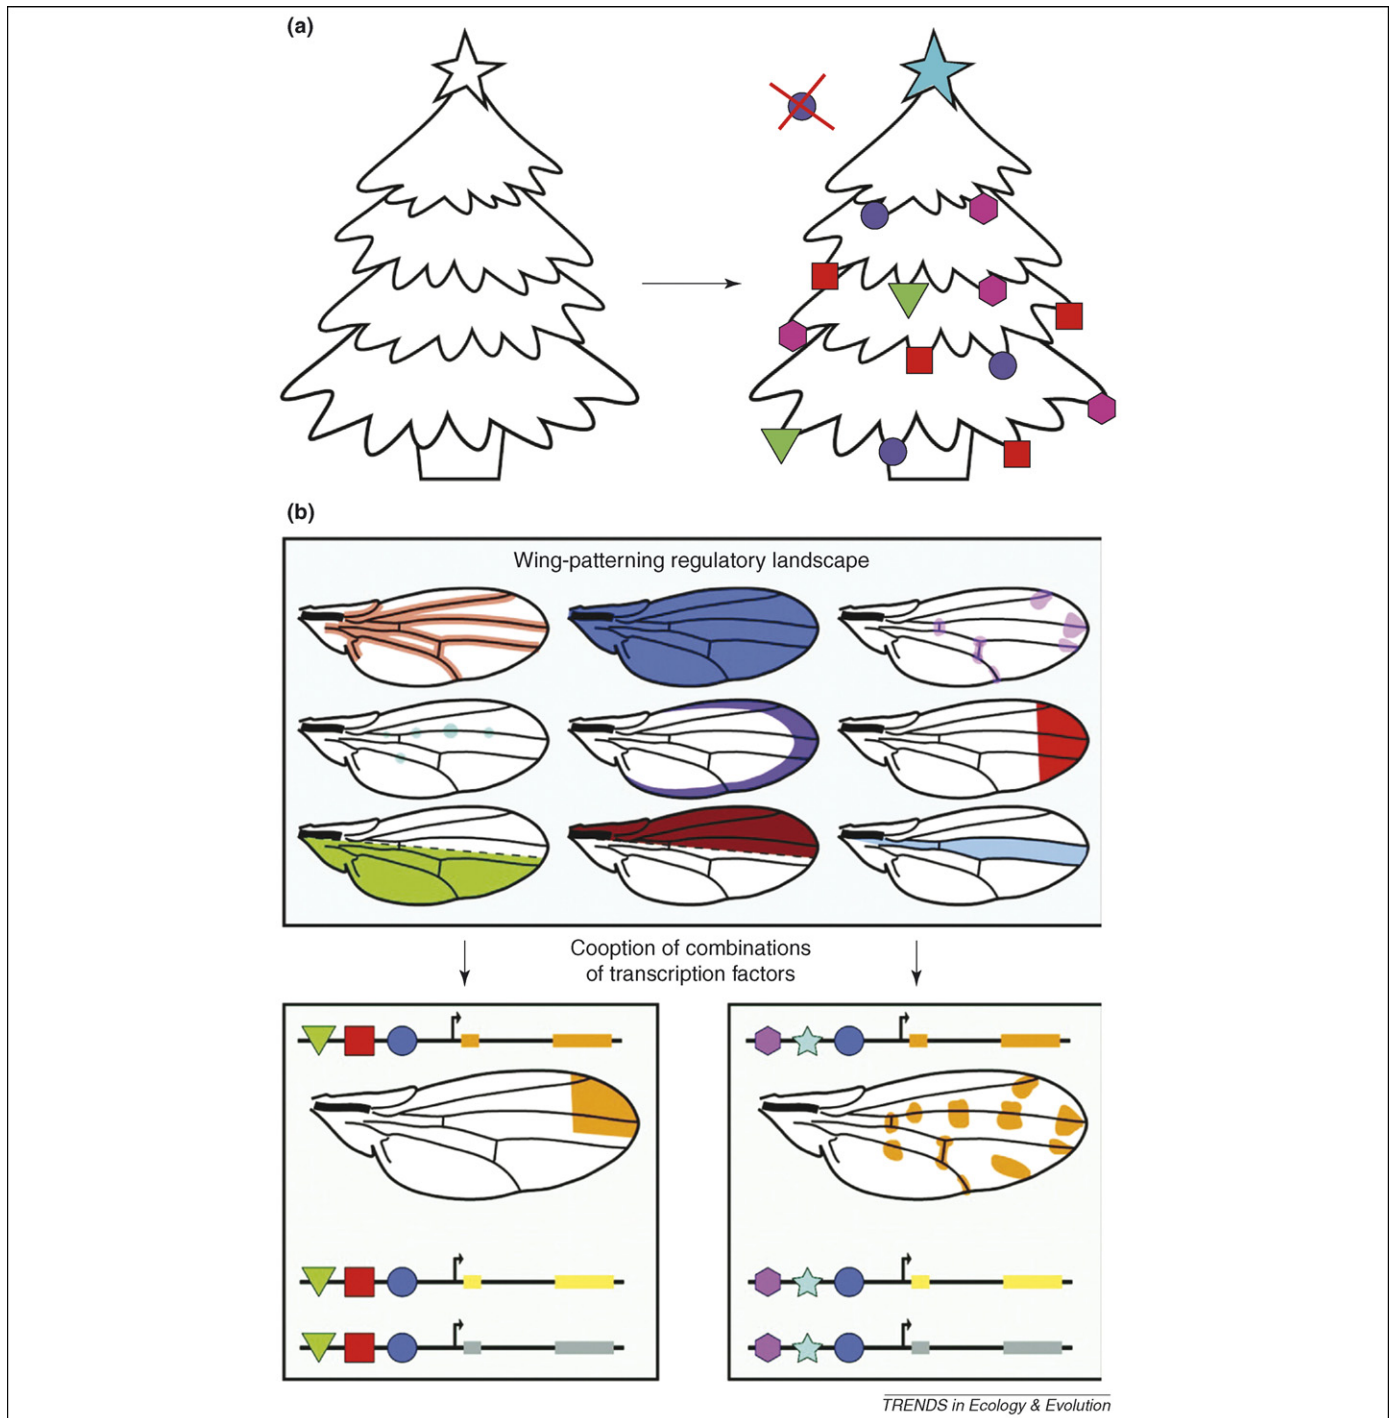 (a)
(b)
Wing-patterning regulatory landscape
Cooption of combinations
of transcription factors
TRENDS in Ecology & Evolution